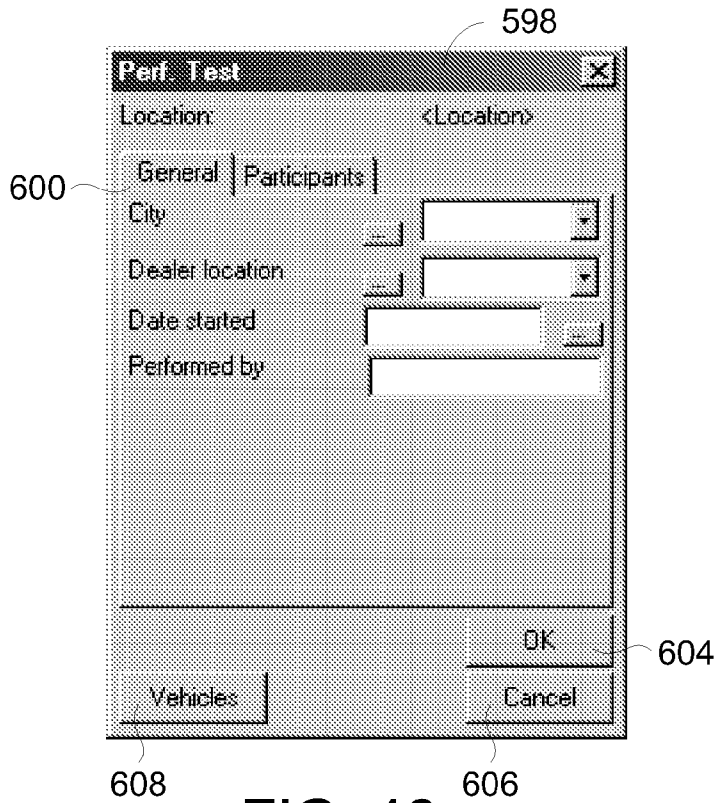 598
Perf. Test
Location: <Location>
600
General Participants
City ...
Dealer location ...
Date started ...
Performed by
OK
604
Vehicles Cancel
608 606